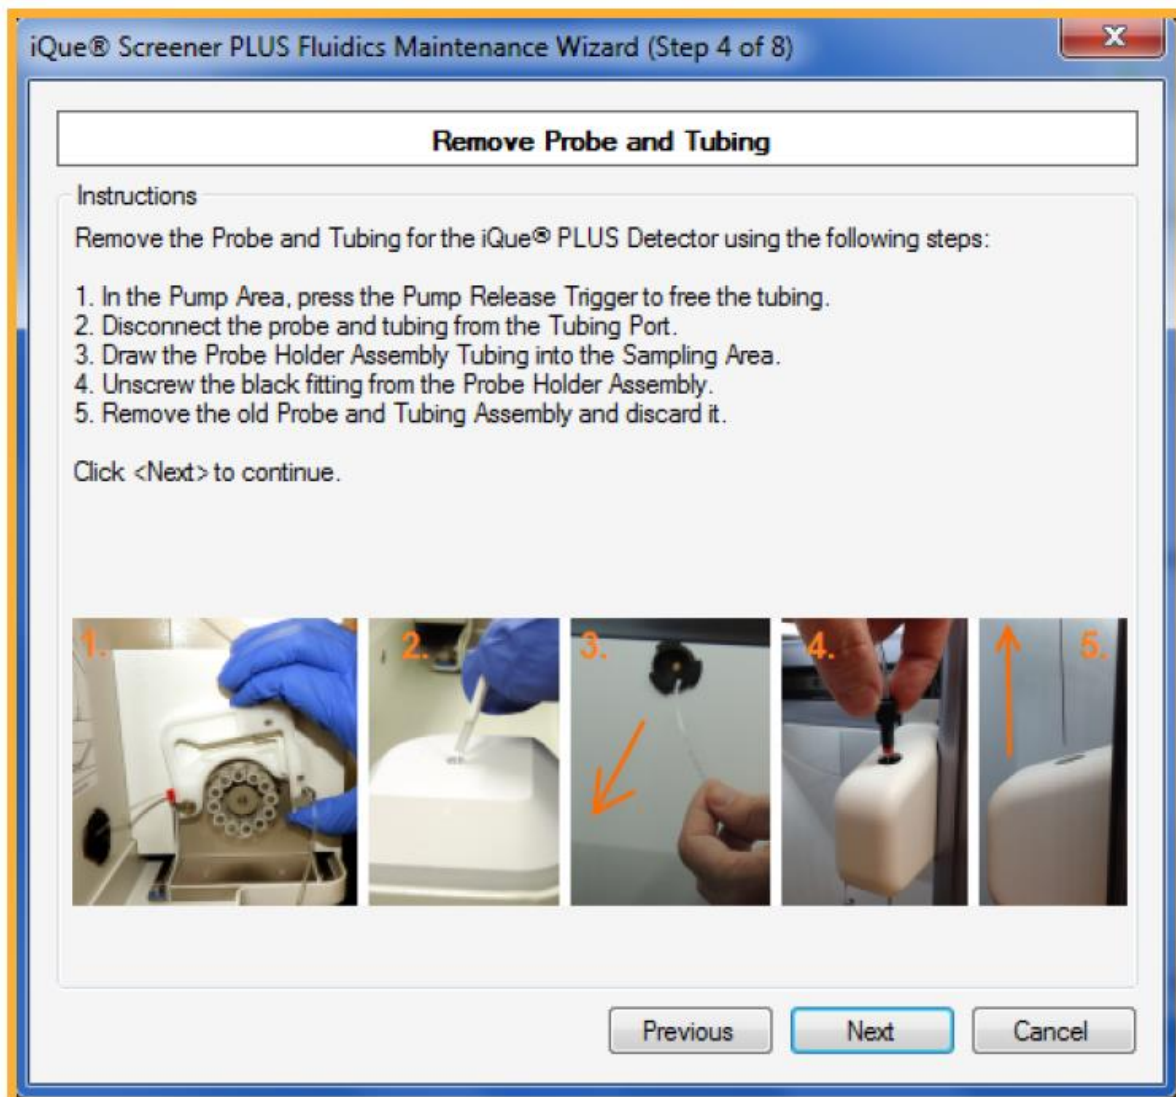 iQue® Screener PLUS Fluidics Maintenance Wizard (Step 4 of 8)
Remove Probe and Tubing
Instructions
Remove the Probe and Tubing for the iQue® PLUS Detector using the following steps:
1. In the Pump Area, press the Pump Release Trigger to free the tubing.
2. Disconnect the probe and tubing from the Tubing Port.
3. Draw the Probe Holder Assembly Tubing into the Sampling Area.
4. Unscrew the black fitting from the Probe Holder Assembly.
5. Remove the old Probe and Tubing Assembly and discard it.
Click <Next> to continue.
1.
2.
3.
4.
5.
Previous
Next
Cancel